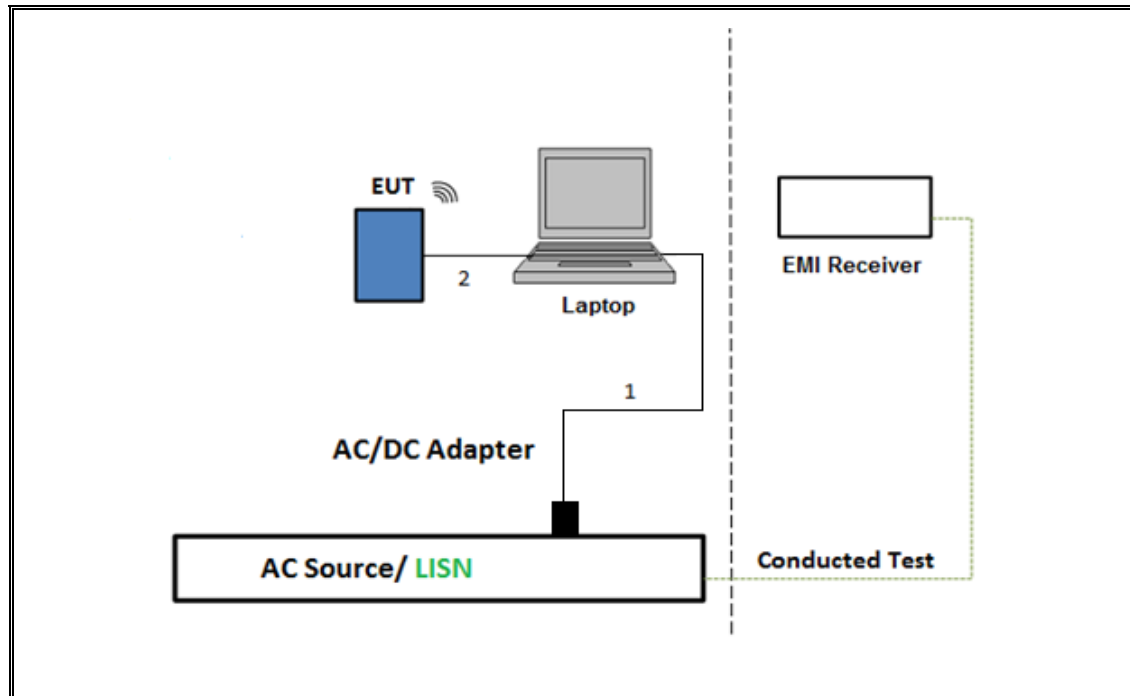 EUT
2
Laptop
EMI Receiver
1
AC/DC Adapter
AC Source/ LISN
Conducted Test